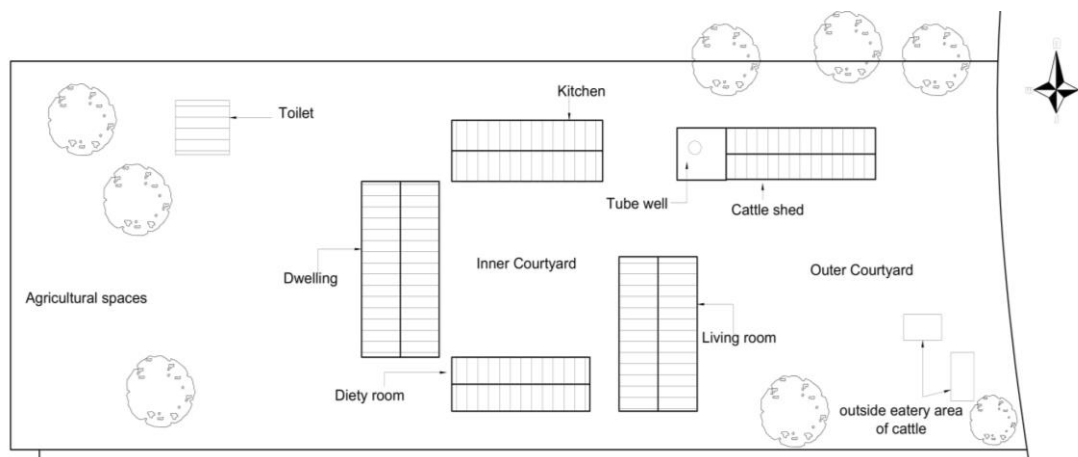 Toilet
Kitchen
Tube well
Cattle shed
Dwelling
Inner Courtyard
Outer Courtyard
Agricultural spaces
Living room
Diety room
outside eatery area
of cattle